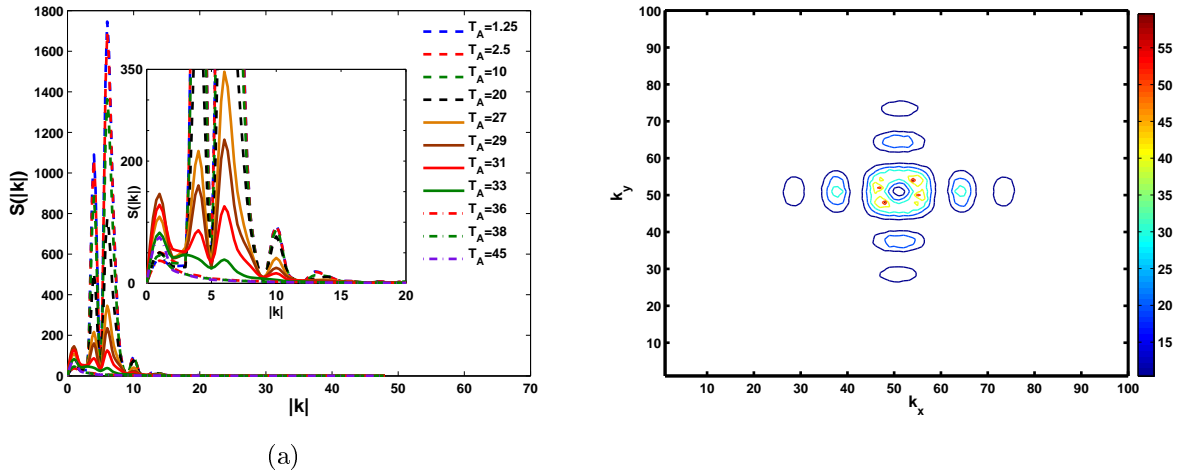 1800
1600
1400
1200
1000
800
600
400
200
0
0 10 20 30 40 50 60 70
S(|k|)
|k|
350
200
50
0
0 5 10 15 20
S(|k|)
|k|
T_A=1.25
T_A=2.5
T_A=10
T_A=20
T_A=27
T_A=29
T_A=31
T_A=33
T_A=36
T_A=38
T_A=45
(a)
100
90
80
70
60
50
40
30
20
10
10 20 30 40 50 60 70 80 90 100
k_y
k_x
55
50
45
40
35
30
25
20
15